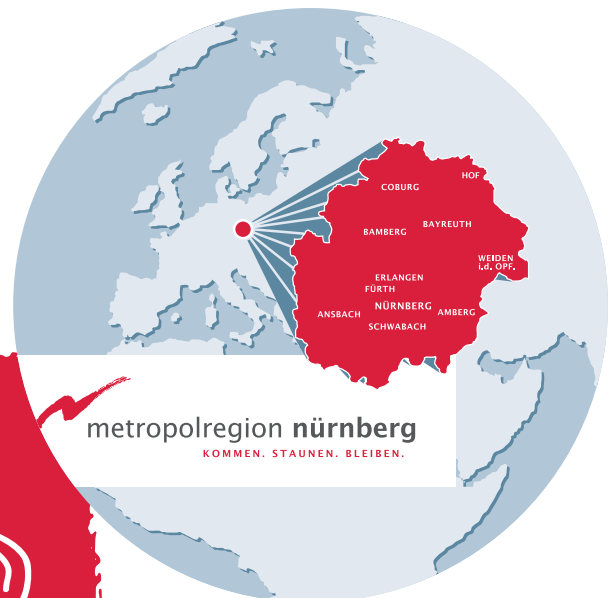 HOF
COBURG
BAYREUTH
BAMBERG
WEIDEN
i.d. OPF.
ERLANGEN
FÜRTH
NÜRNBERG
AMBERG
ANSBACH
SCHWABACH
metropolregion nürnberg
KOMMEN. STAUNEN. BLEIBEN.